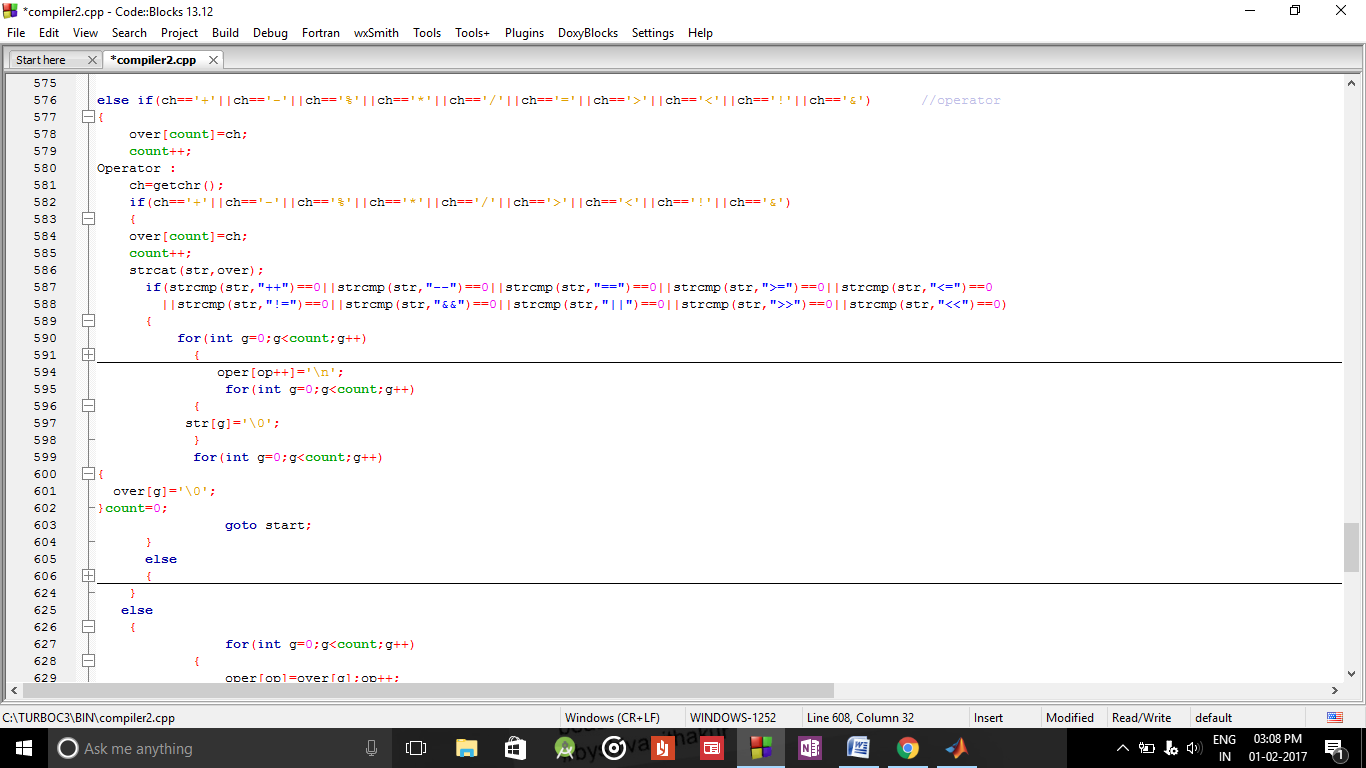 *compiler2.cpp - Code::Blocks 13.12
File Edit View Search Project Build Debug Fortran wxSmith Tools Tools+ Plugins DoxyBlocks Settings Help
Start here *compiler2.cpp
575
576 else if(ch=='+'||ch=='-'||ch=='%'||ch=='*'||ch=='/'||ch=='='||ch=='>'||ch=='<'||ch=='!'||ch=='&') //operator
577 {
578 over[count]=ch;
579 count++;
580 Operator :
581 ch=getchr();
582 if(ch=='+'||ch=='-'||ch=='%'||ch=='*'||ch=='/'||ch=='>'||ch=='<'||ch=='!'||ch=='&')
583 {
584 over[count]=ch;
585 count++;
586 strcat(str,over);
587 if(strcmp(str,"++")==0||strcmp(str,"--")==0||strcmp(str,"==")==0||strcmp(str,">=")==0||strcmp(str,"<=")==0
588 ||strcmp(str,"!=")==0||strcmp(str,"&&")==0||strcmp(str,"||")==0||strcmp(str,">>")==0||strcmp(str,"<<")==0)
589 {
590 for(int g=0;g<count;g++)
591 {
594 oper[op++]='\n';
595 for(int g=0;g<count;g++)
596 {
597 str[g]='\0';
598 }
599 for(int g=0;g<count;g++)
600 {
601 over[g]='\0';
602 }count=0;
603 goto start;
604 }
605 else
606 {
624 }
625 else
626 {
627 for(int g=0;g<count;g++)
628 {
629 oper[op]=over[g];op++;
C:\TURBOC3\BIN\compiler2.cpp Windows (CR+LF) WINDOWS-1252 Line 608, Column 32 Insert Modified Read/Write default
Ask me anything
ENG 03:08 PM
IN 01-02-2017
1